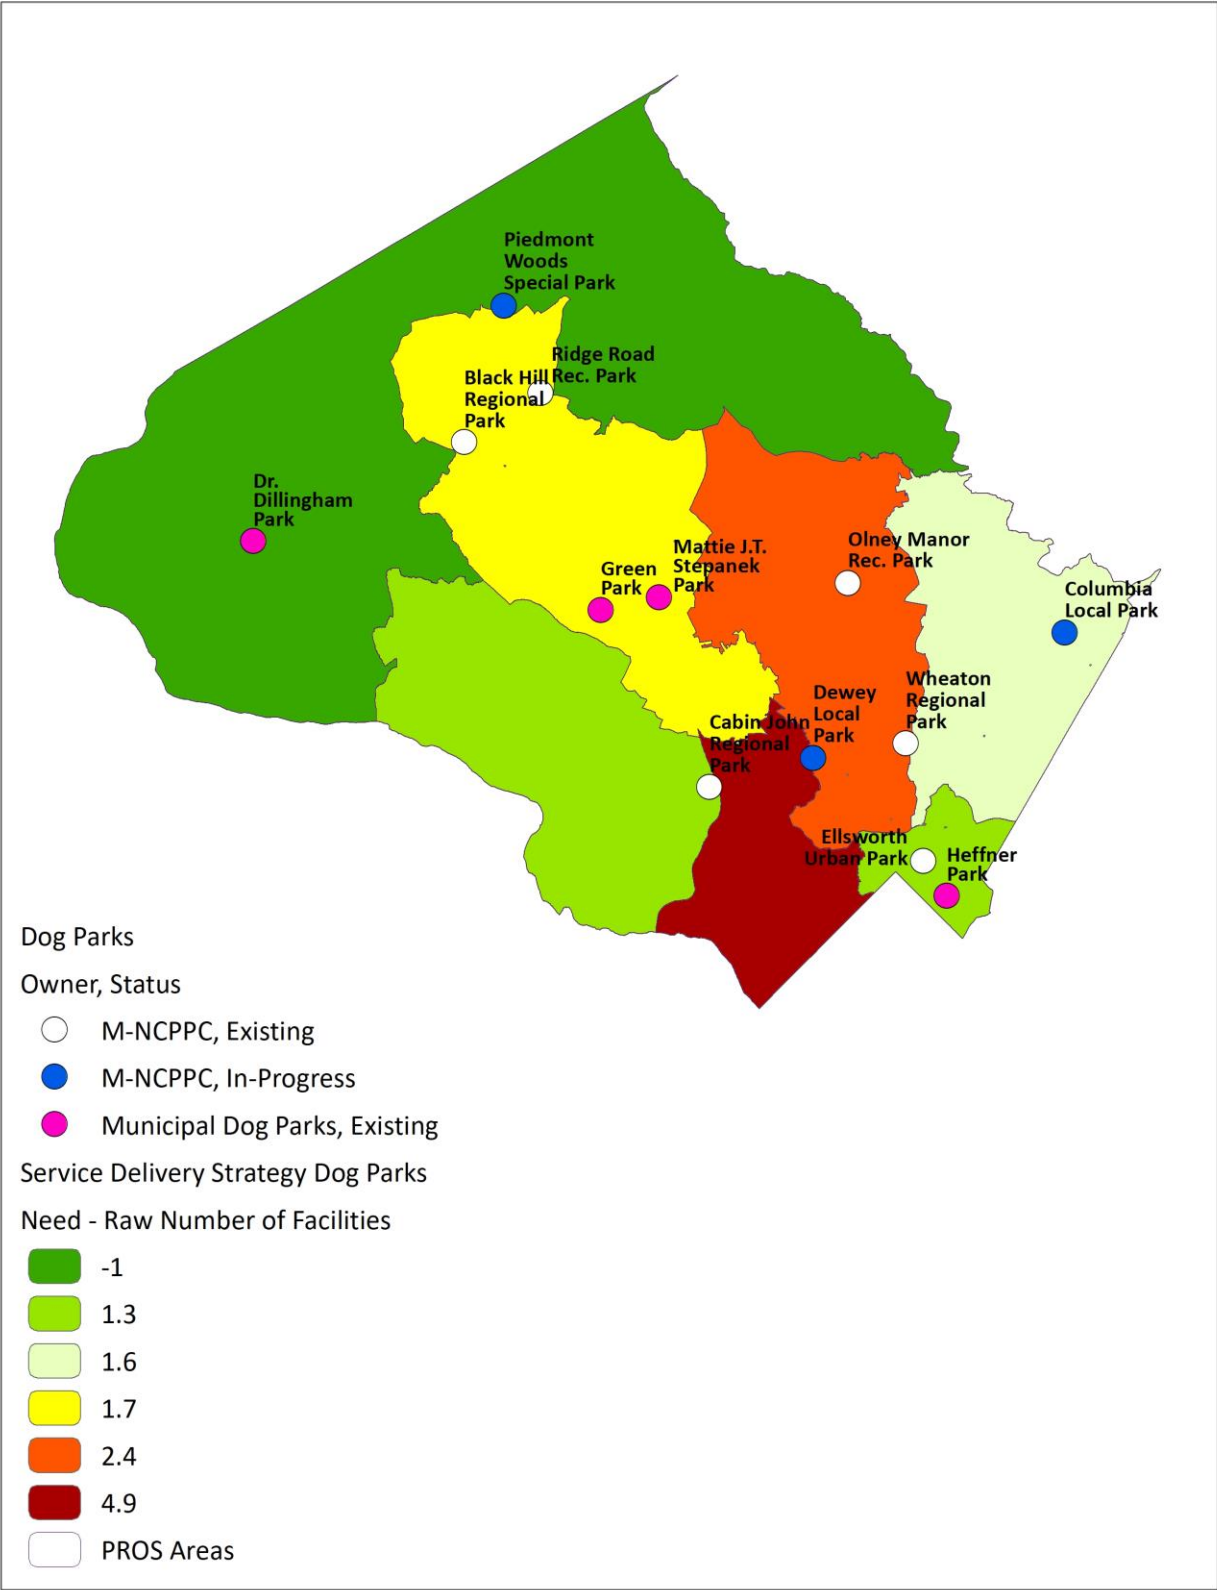 Piedmont
Woods
Special Park
Ridge Road
Rec. Park
Black Hill
Regional
Park
Dr.
Dillingham
Park
Mattie J.T.
Stepanek
Park
Green
Park
Olney Manor
Rec. Park
Columbia
Local Park
Wheaton
Regional
Park
Dewey
Local
Park
Cabin John
Regional
Park
Ellsworth
Urban Park
Heffner
Park
Dog Parks
Owner, Status
M-NCPPC, Existing
M-NCPPC, In-Progress
Municipal Dog Parks, Existing
Service Delivery Strategy Dog Parks
Need - Raw Number of Facilities
-1
1.3
1.6
1.7
2.4
4.9
PROS Areas